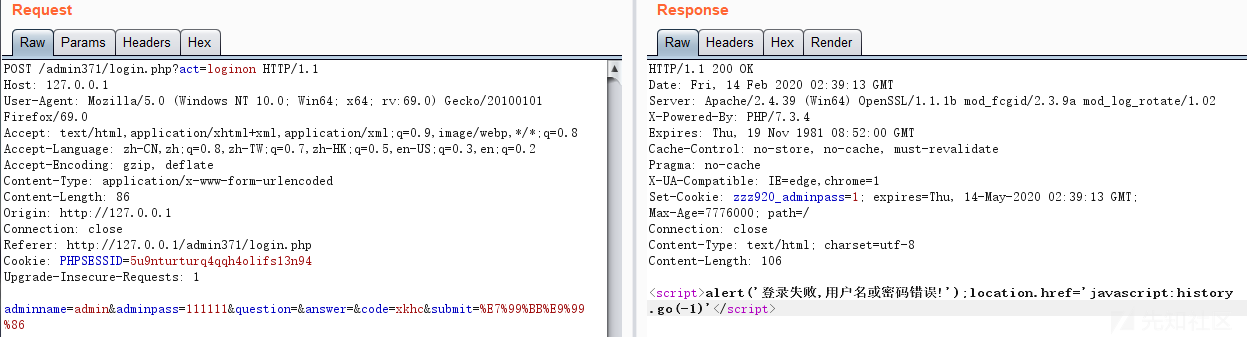 Request
Raw Params Headers Hex
POST /admin371/login.php?act=loginon HTTP/1.1
Host: 127.0.0.1
User-Agent: Mozilla/5.0 (Windows NT 10.0; Win64; x64; rv:69.0) Gecko/20100101
Firefox/69.0
Accept: text/html,application/xhtml+xml,application/xml;q=0.9,image/webp,*/*;q=0.8
Accept-Language: zh-CN,zh;q=0.8,zh-TW;q=0.7,zh-HK;q=0.5,en-US;q=0.3,en;q=0.2
Accept-Encoding: gzip, deflate
Content-Type: application/x-www-form-urlencoded
Content-Length: 86
Origin: http://127.0.0.1
Connection: close
Referer: http://127.0.0.1/admin371/login.php
Cookie: PHPSESSID=5u9nturturq4qqh4olifs13n94
Upgrade-Insecure-Requests: 1
adminname=admin&adminpass=111111&question=&answer=&code=xkhc&submit=%E7%99%BB%E9%99
%86
Response
Raw Headers Hex Render
HTTP/1.1 200 OK
Date: Fri, 14 Feb 2020 02:39:13 GMT
Server: Apache/2.4.39 (Win64) OpenSSL/1.1.1b mod_fcgid/2.3.9a mod_log_rotate/1.02
X-Powered-By: PHP/7.3.4
Expires: Thu, 19 Nov 1981 08:52:00 GMT
Cache-Control: no-store, no-cache, must-revalidate
Pragma: no-cache
X-UA-Compatible: IE=edge,chrome=1
Set-Cookie: zzz920_adminpass=1; expires=Thu, 14-May-2020 02:39:13 GMT;
Max-Age=7776000; path=/
Connection: close
Content-Type: text/html; charset=utf-8
Content-Length: 106
<script>alert('登录失败,用户名或密码错误!');location.href='javascript:history
.go(-1)'</script>
先知社区